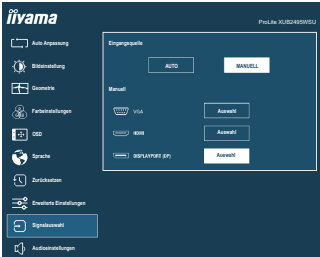 iiyama
ProLite XUB2495WSU
Auto Anpassung
Bildeinstellung
Geometrie
Farbeinstellungen
OSD
Sprache
Zurücksetzen
Erweiterte Einstellungen
Signalauswahl
Audioeinstellungen
Eingangsquelle
AUTO
MANUELL
Manuell
VGA
Auswahl
HDMI
Auswahl
DISPLAYPORT (DP)
Auswahl